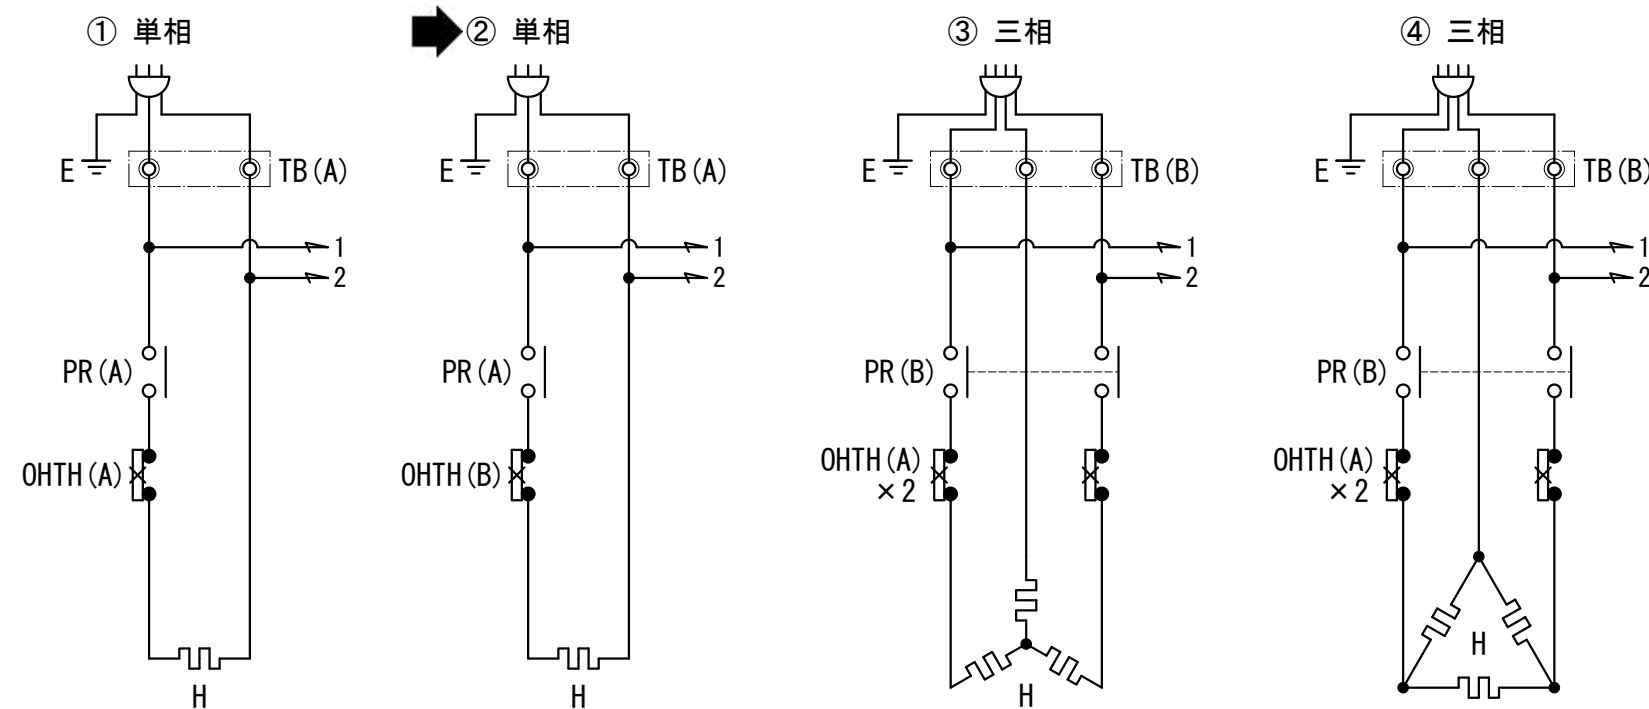 ① 単相
② 単相
③ 三相
④ 三相
E
TB(A)
E
TB(A)
E
TB(B)
E
TB(B)
1
1
1
1
2
2
2
2
PR(A)
PR(A)
PR(B)
PR(B)
OHTH(A)
OHTH(B)
OHTH(A)
×2
OHTH(A)
×2
H
H
H
H